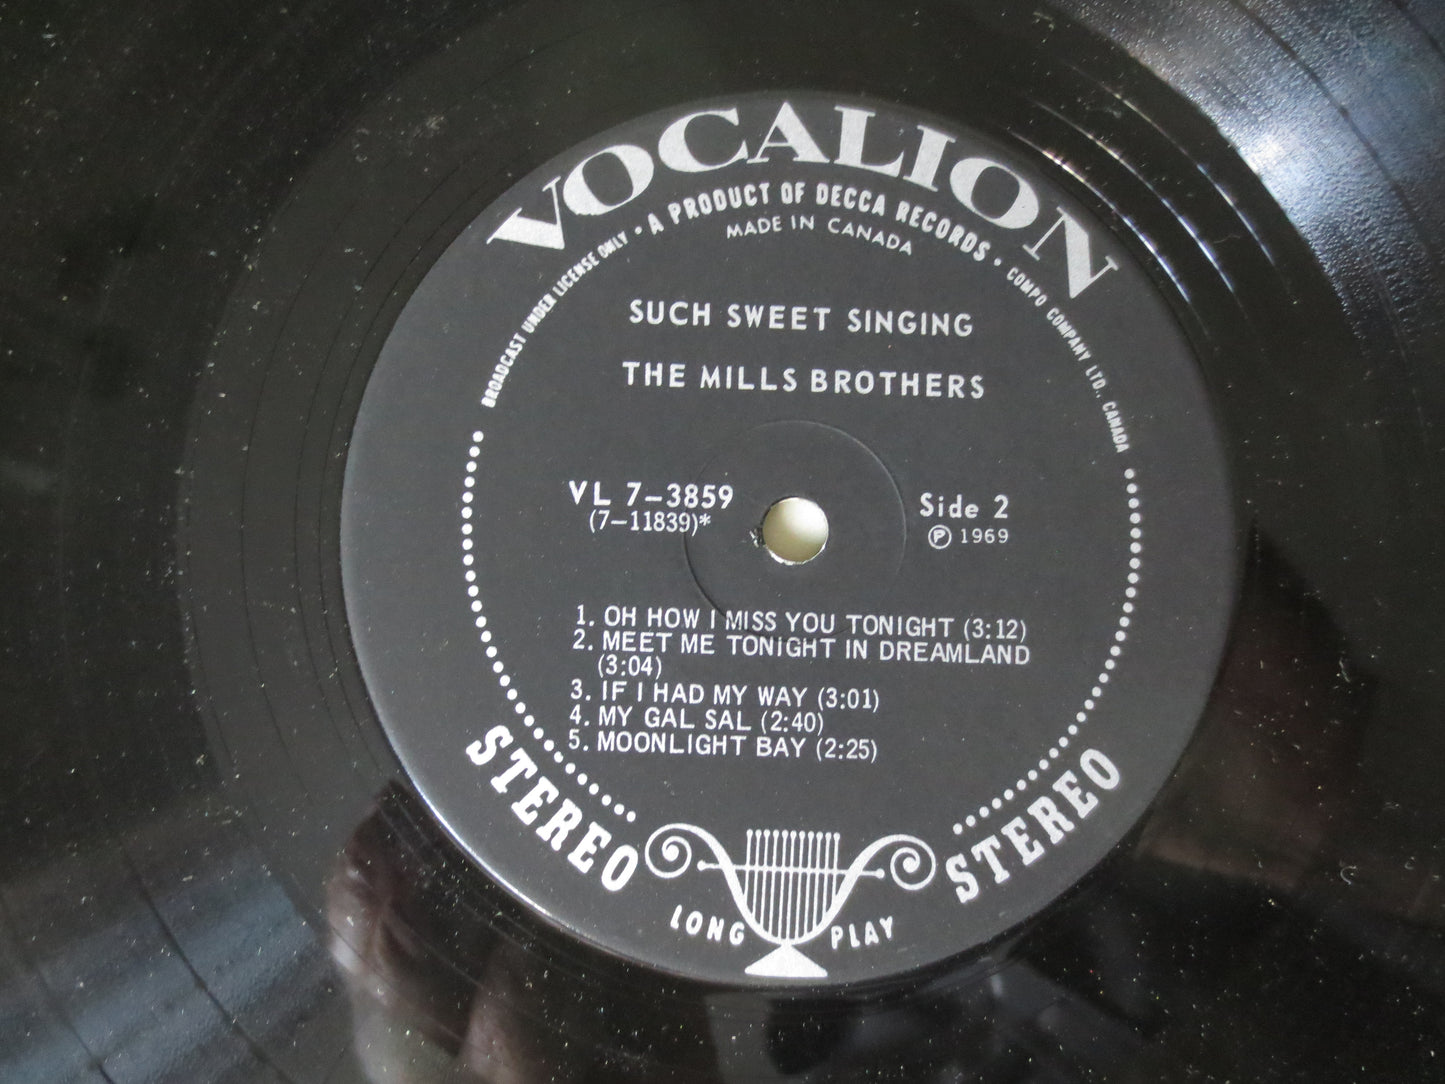 VOCALION
BROADCAST UNDER LICENSE ONLY • A PRODUCT OF DECCA RECORDS • COMPO COMPANY LTD., CANADA
MADE IN CANADA
SUCH SWEET SINGING
THE MILLS BROTHERS
VL 7-3859
(7-11839)*
Side 2
Ⓟ 1969
1. OH HOW I MISS YOU TONIGHT (3:12)
2. MEET ME TONIGHT IN DREAMLAND
(3:04)
3. IF I HAD MY WAY (3:01)
4. MY GAL SAL (2:40)
5. MOONLIGHT BAY (2:25)
STEREO
STEREO
LONG PLAY